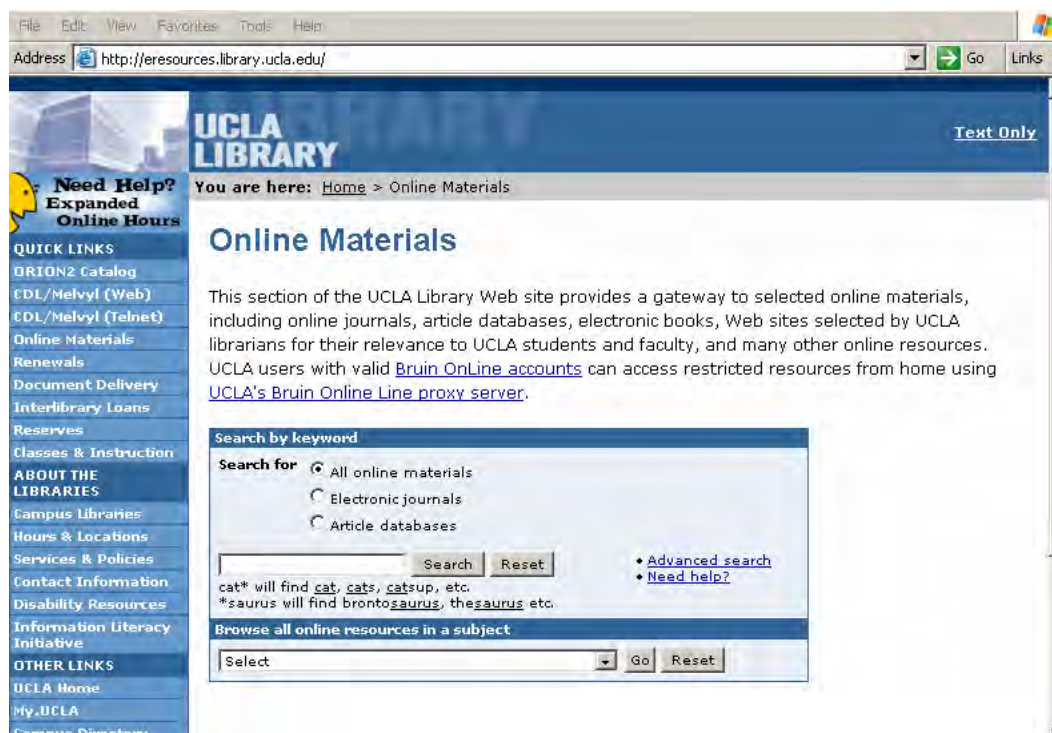 File Edit View Favorites Tools Help
Address http://eresources.library.ucla.edu/ Go Links
LIBRARY
UCLA
LIBRARY
Text Only
Need Help?
Expanded
Online Hours
You are here: Home > Online Materials
QUICK LINKS
ORION2 Catalog
CDL/Melvyl (Web)
CDL/Melvyl (Telnet)
Online Materials
Renewals
Document Delivery
Interlibrary Loans
Reserves
Classes & Instruction
ABOUT THE
LIBRARIES
Campus Libraries
Hours & Locations
Services & Policies
Contact Information
Disability Resources
Information Literacy
Initiative
OTHER LINKS
UCLA Home
My.UCLA
Campus Directory
Online Materials
This section of the UCLA Library Web site provides a gateway to selected online materials,
including online journals, article databases, electronic books, Web sites selected by UCLA
librarians for their relevance to UCLA students and faculty, and many other online resources.
UCLA users with valid Bruin OnLine accounts can access restricted resources from home using
UCLA's Bruin Online Line proxy server.
Search by keyword
Search for All online materials
Electronic journals
Article databases
Search Reset
• Advanced search
• Need help?
cat* will find cat, cats, catsup, etc.
*saurus will find brontosaurus, thesaurus etc.
Browse all online resources in a subject
Select Go Reset